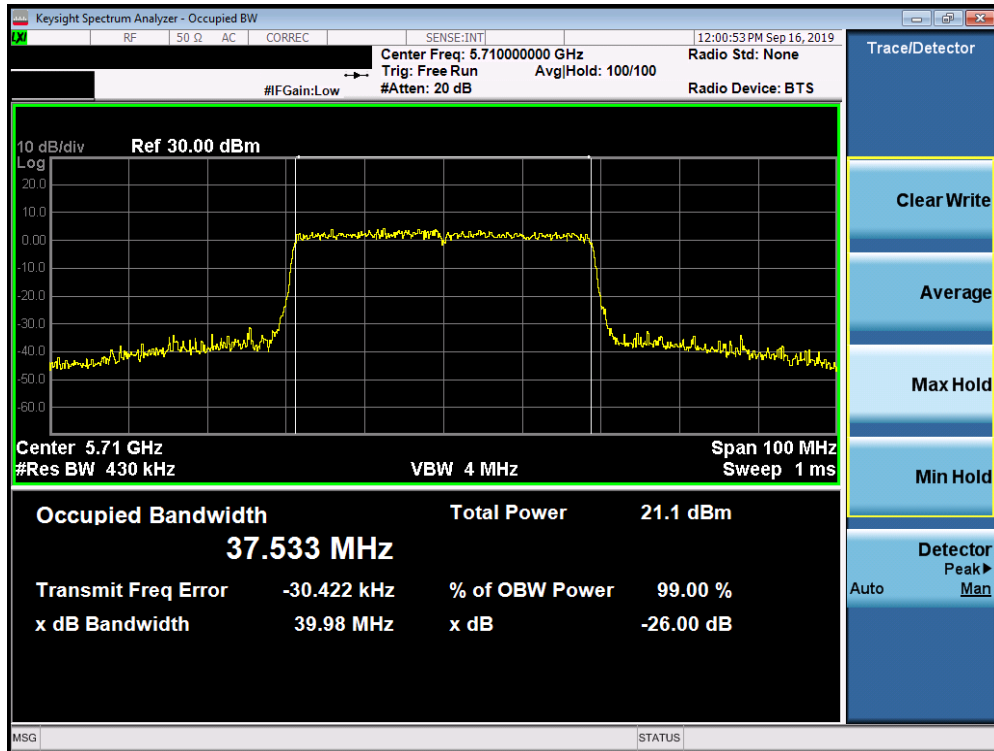 Keysight Spectrum Analyzer - Occupied BW
LXI RF 50 Ω AC CORREC SENSE:INT 12:00:53 PM Sep 16, 2019
Center Freq: 5.710000000 GHz Radio Std: None
Trig: Free Run Avg|Hold: 100/100
#IFGain:Low #Atten: 20 dB Radio Device: BTS
Trace/Detector
10 dB/div Ref 30.00 dBm
Log
20.0
10.0
0.00
-10.0
-20.0
-30.0
-40.0
-50.0
-60.0
Center 5.71 GHz Span 100 MHz
#Res BW 430 kHz VBW 4 MHz Sweep 1 ms
Occupied Bandwidth Total Power 21.1 dBm
37.533 MHz
Transmit Freq Error -30.422 kHz % of OBW Power 99.00 %
x dB Bandwidth 39.98 MHz x dB -26.00 dB
Clear Write
Average
Max Hold
Min Hold
Detector
Peak▶
Auto Man
MSG STATUS